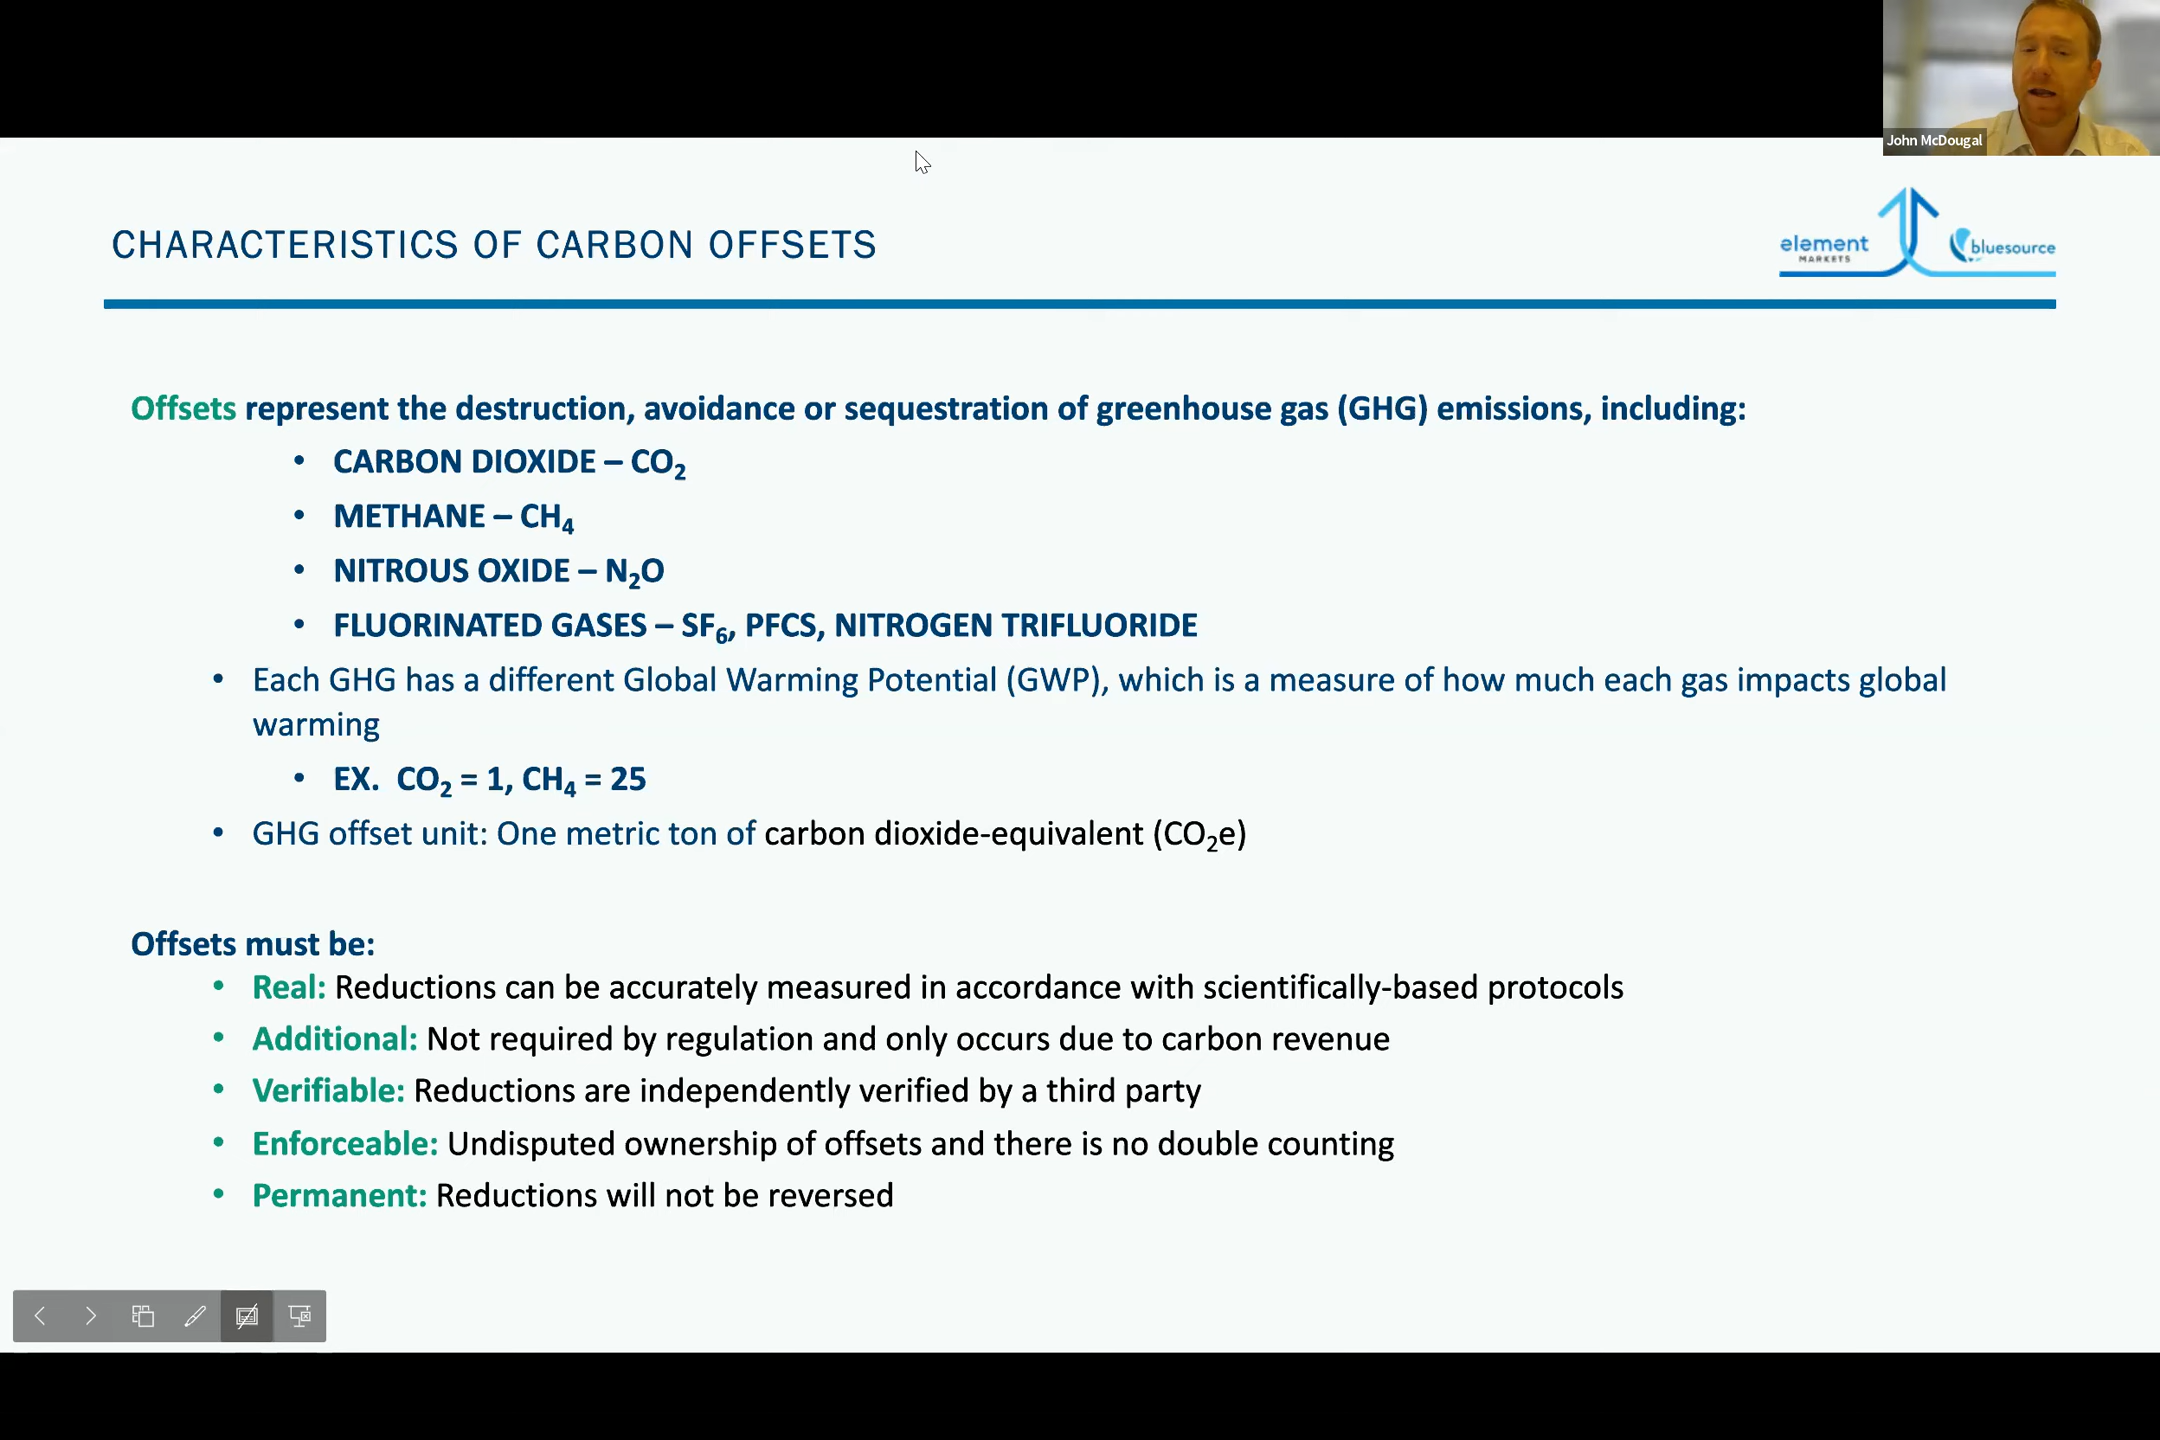 John McDougal
CHARACTERISTICS OF CARBON OFFSETS
element
MARKETS
bluesource
Offsets represent the destruction, avoidance or sequestration of greenhouse gas (GHG) emissions, including:
• CARBON DIOXIDE – CO₂
• METHANE – CH₄
• NITROUS OXIDE – N₂O
• FLUORINATED GASES – SF₆, PFCS, NITROGEN TRIFLUORIDE
• Each GHG has a different Global Warming Potential (GWP), which is a measure of how much each gas impacts global
warming
• EX. CO₂ = 1, CH₄ = 25
• GHG offset unit: One metric ton of carbon dioxide-equivalent (CO₂e)
Offsets must be:
• Real: Reductions can be accurately measured in accordance with scientifically-based protocols
• Additional: Not required by regulation and only occurs due to carbon revenue
• Verifiable: Reductions are independently verified by a third party
• Enforceable: Undisputed ownership of offsets and there is no double counting
• Permanent: Reductions will not be reversed